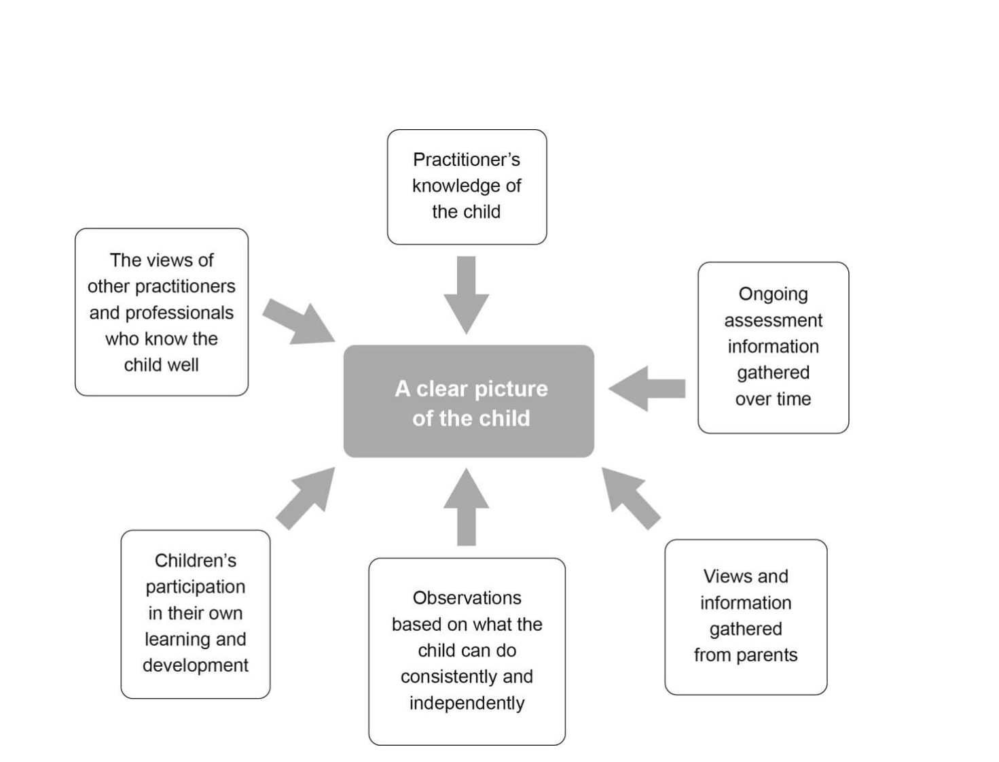 Practitioner’s
knowledge of
the child
The views of
other practitioners
and professionals
who know the
child well
Ongoing
assessment
information
gathered
over time
A clear picture
of the child
Children’s
participation
in their own
learning and
development
Observations
based on what the
child can do
consistently and
independently
Views and
information
gathered
from parents